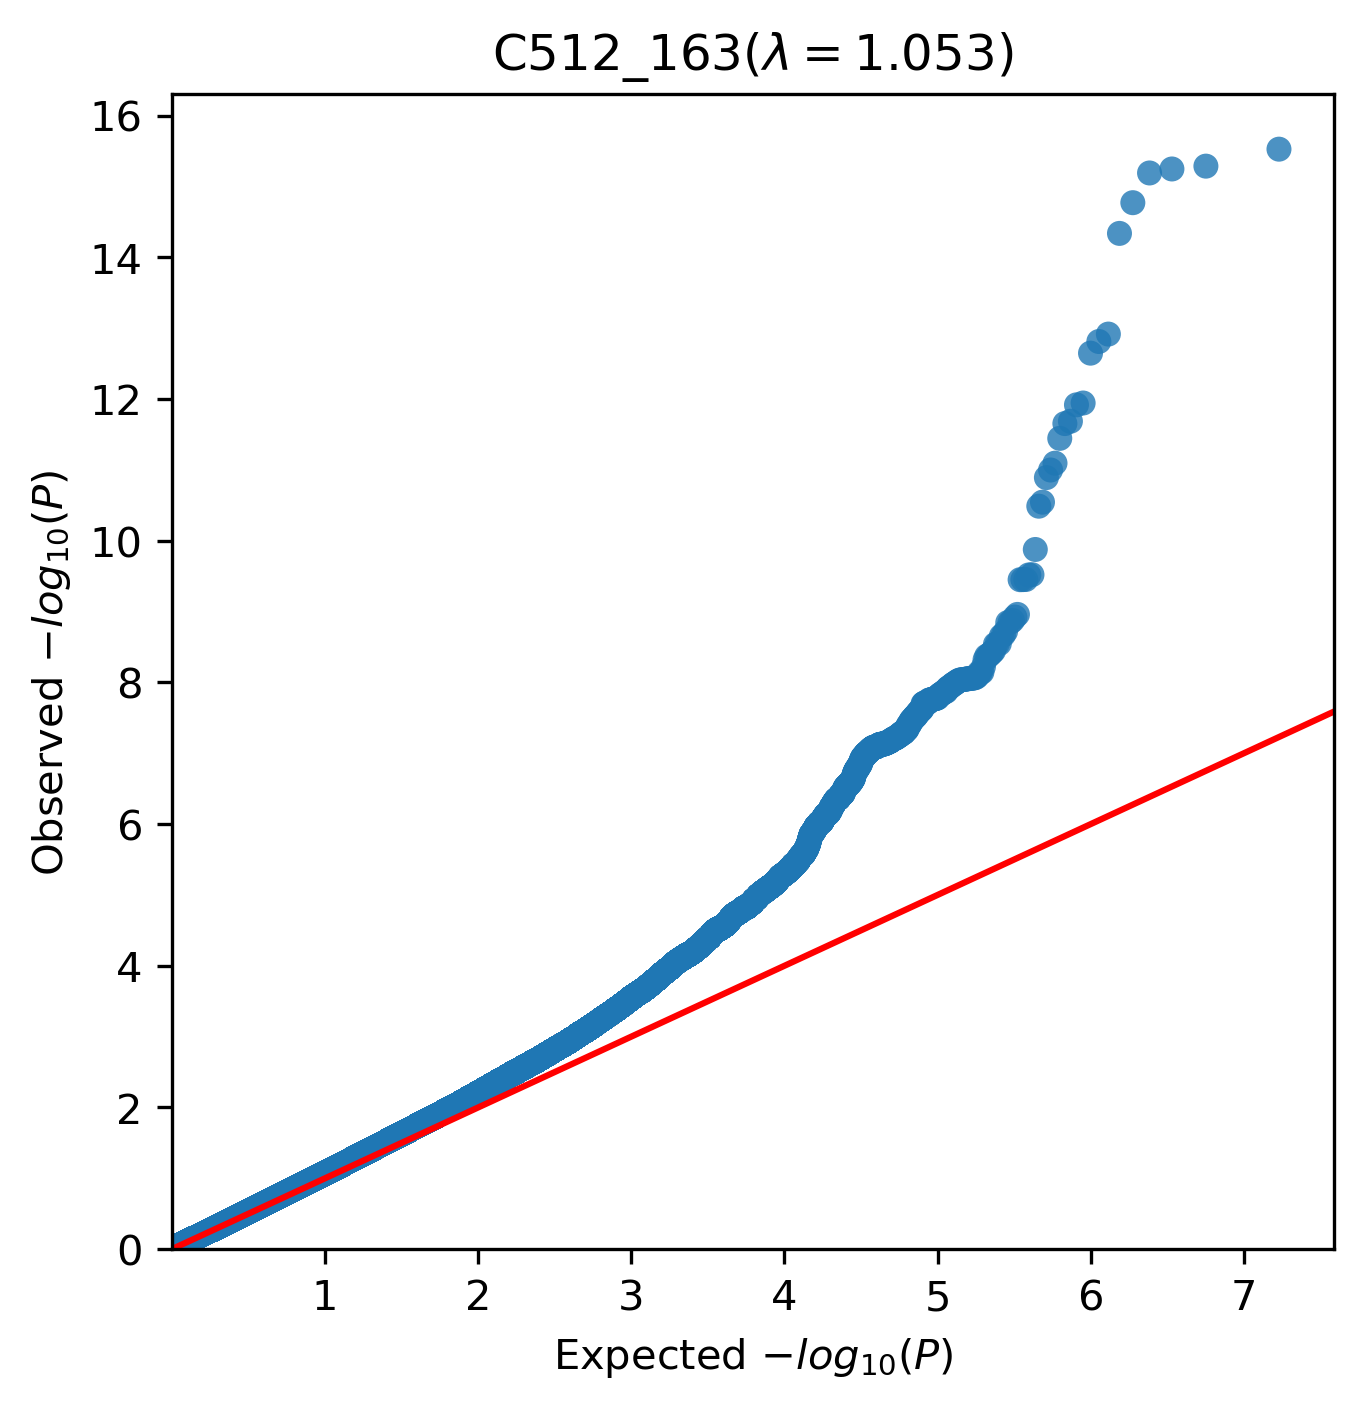 C512_163(λ = 1.053)
16
14
12
10
8
6
4
2
0
Observed −log10(P)
1 2 3 4 5 6 7
Expected −log10(P)